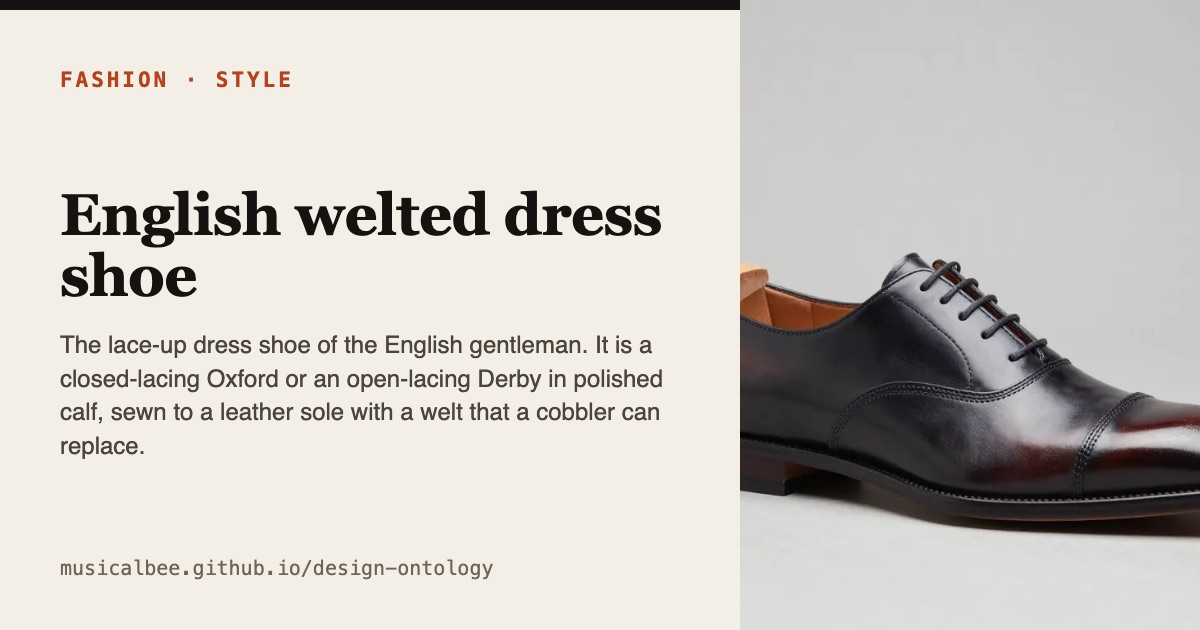 FASHION · STYLE
English welted dress
shoe
The lace-up dress shoe of the English gentleman. It is a
closed-lacing Oxford or an open-lacing Derby in polished
calf, sewn to a leather sole with a welt that a cobbler can
replace.
musicalbee.github.io/design-ontology